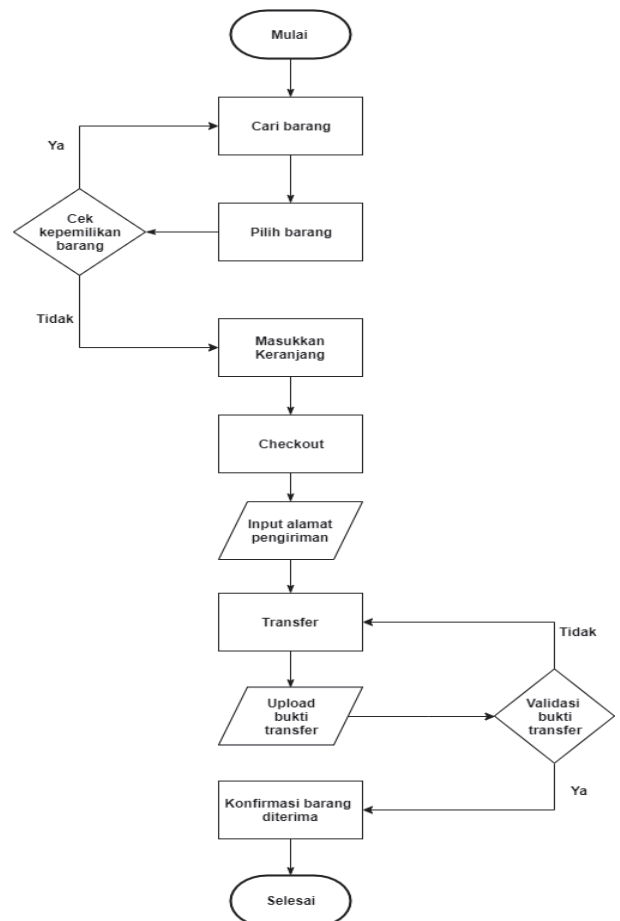 Mulai
Cari barang
Ya
Cek
kepemilikan
barang
Pilih barang
Tidak
Masukkan
Keranjang
Checkout
Input alamat
pengiriman
Transfer
Tidak
Upload
bukti
transfer
Validasi
bukti
transfer
Ya
Konfirmasi barang
diterima
Selesai